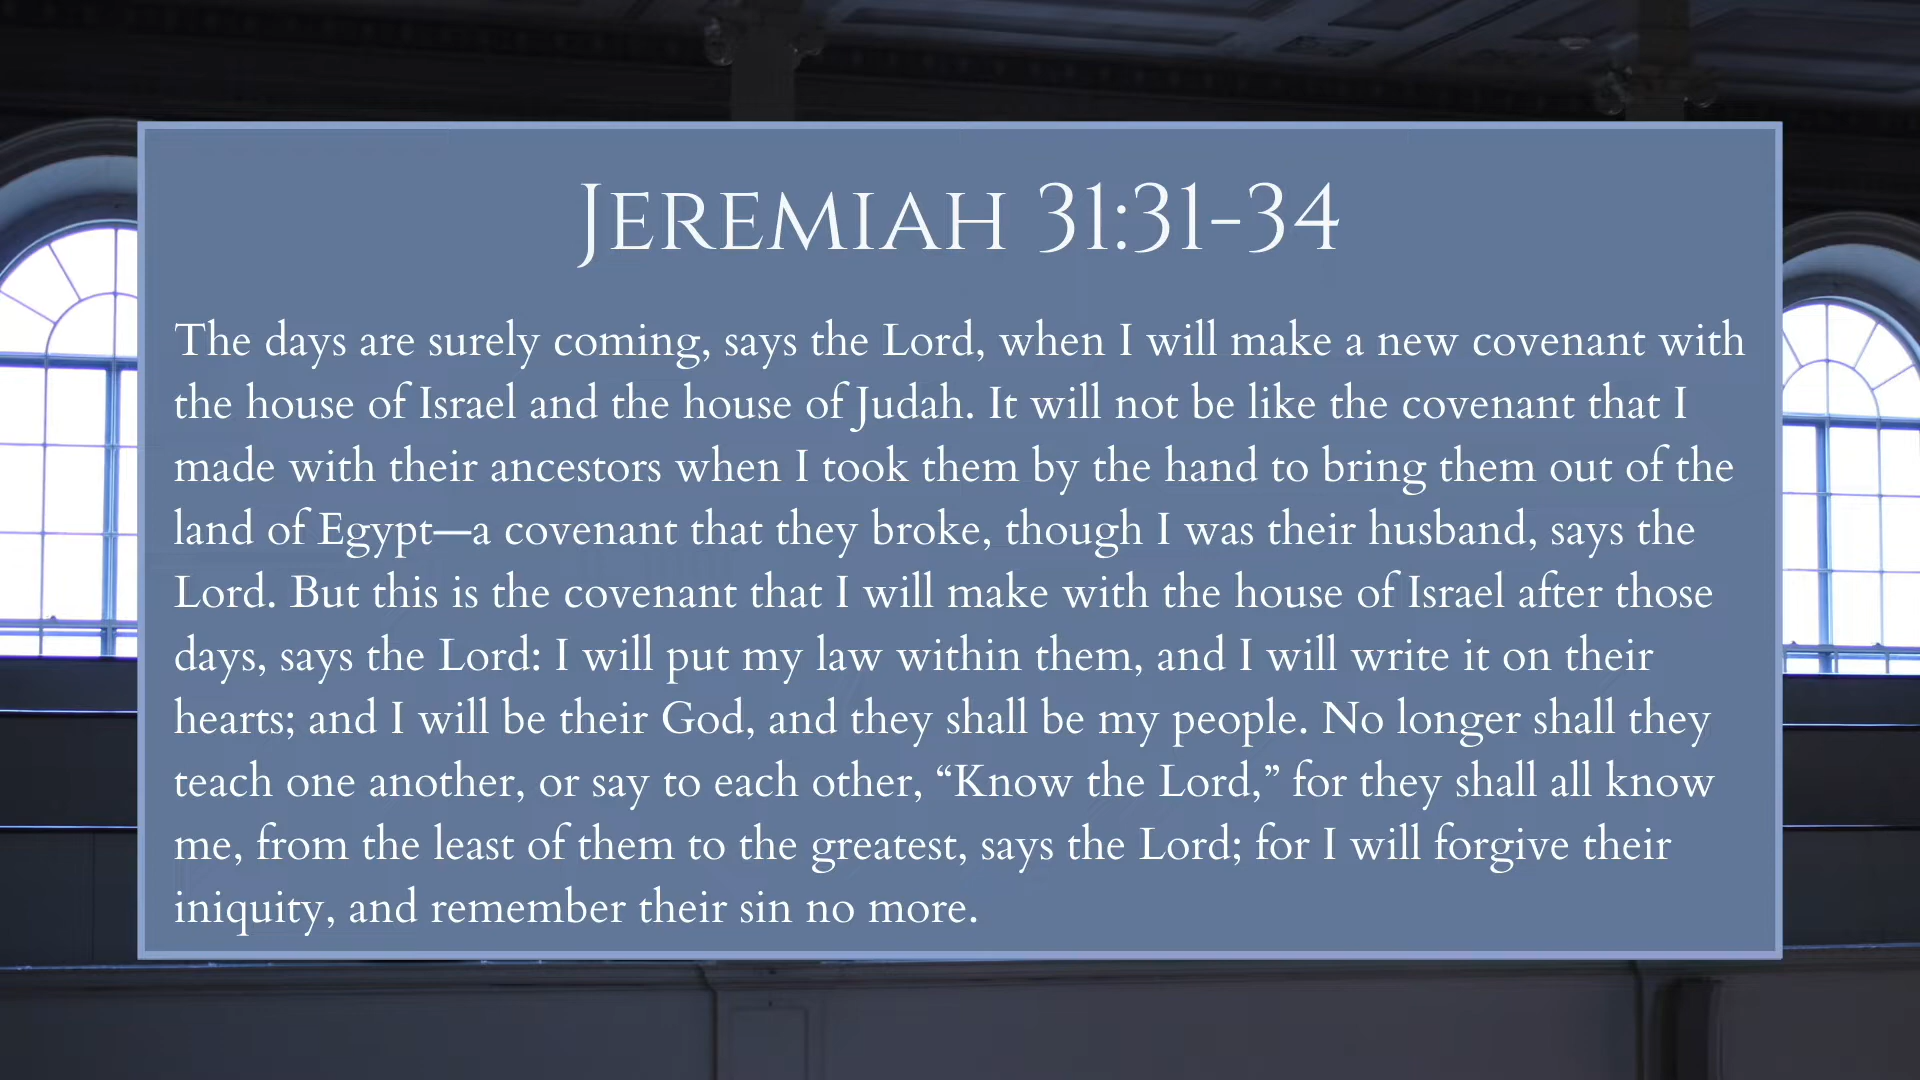 Jeremiah 31:31-34
The days are surely coming, says the Lord, when I will make a new covenant with
the house of Israel and the house of Judah. It will not be like the covenant that I
made with their ancestors when I took them by the hand to bring them out of the
land of Egypt—a covenant that they broke, though I was their husband, says the
Lord. But this is the covenant that I will make with the house of Israel after those
days, says the Lord: I will put my law within them, and I will write it on their
hearts; and I will be their God, and they shall be my people. No longer shall they
teach one another, or say to each other, “Know the Lord,” for they shall all know
me, from the least of them to the greatest, says the Lord; for I will forgive their
iniquity, and remember their sin no more.